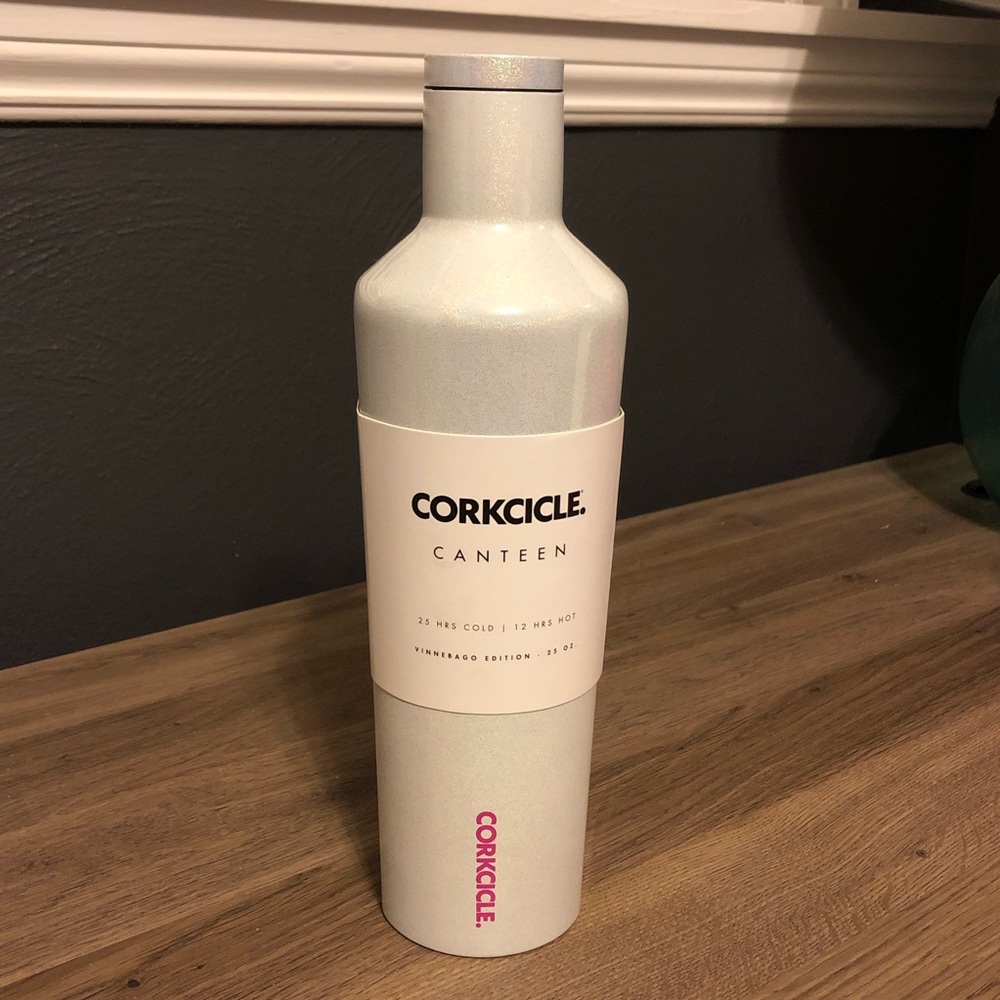 CORKCICLE.
CANTEEN
25 HRS COLD | 12 HRS HOT
VINNEBAGO EDITION - 25 OZ.
CORKCICLE.